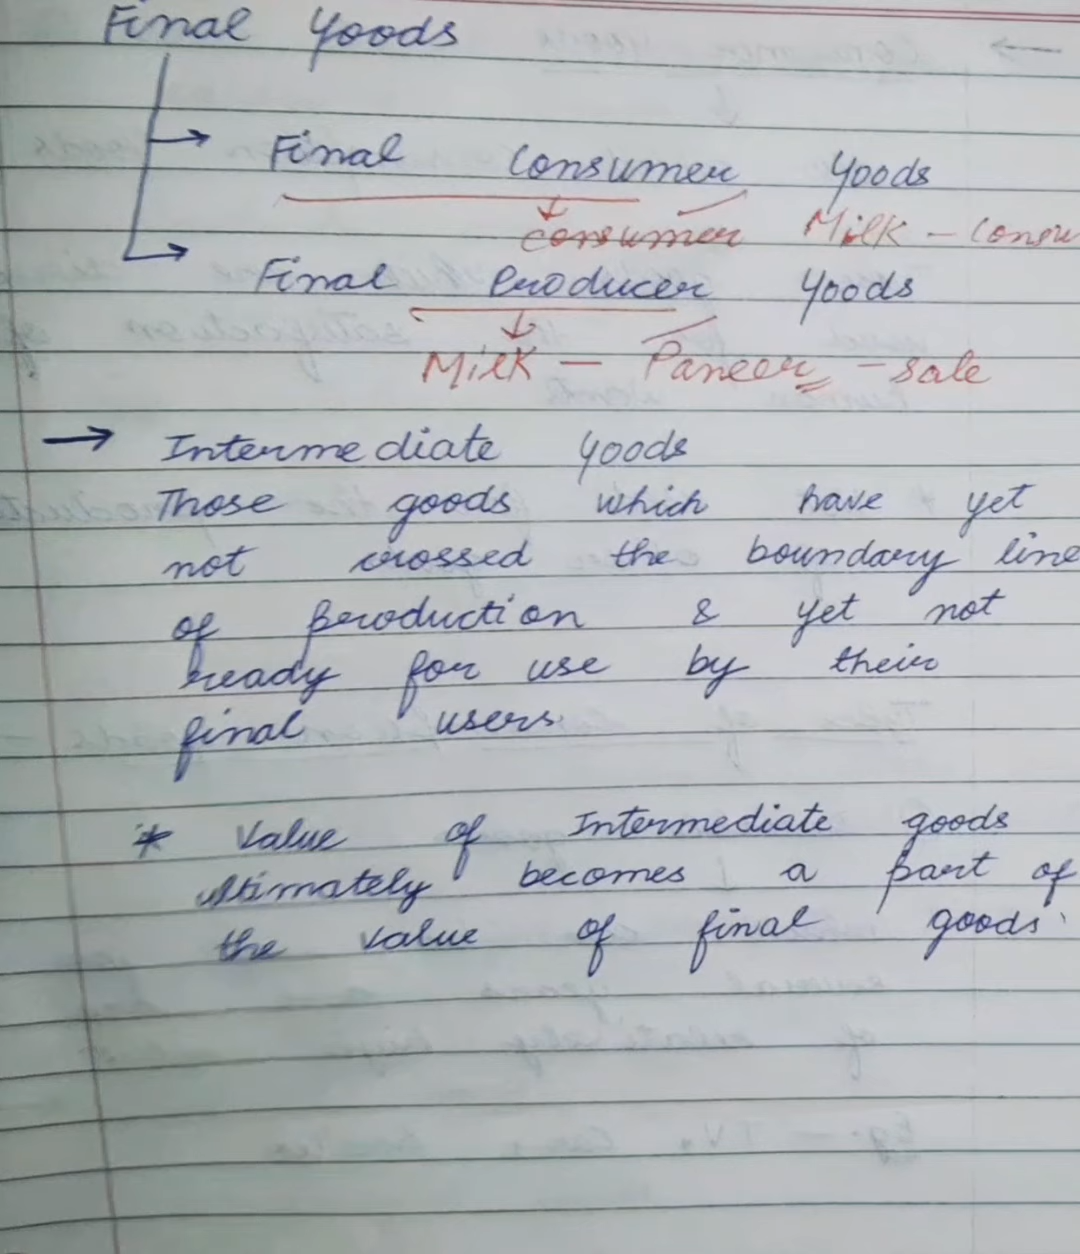 Final Goods
Final Consumer Goods
consumer Milk - Consu
Final Producer Goods
Milk - Paneer - sale
→ Intermediate Goods
Those goods which have yet
not crossed the boundary line
of production & yet not
ready for use by their
final users.
* Value of Intermediate goods
ultimately becomes a part of
the value of final goods.